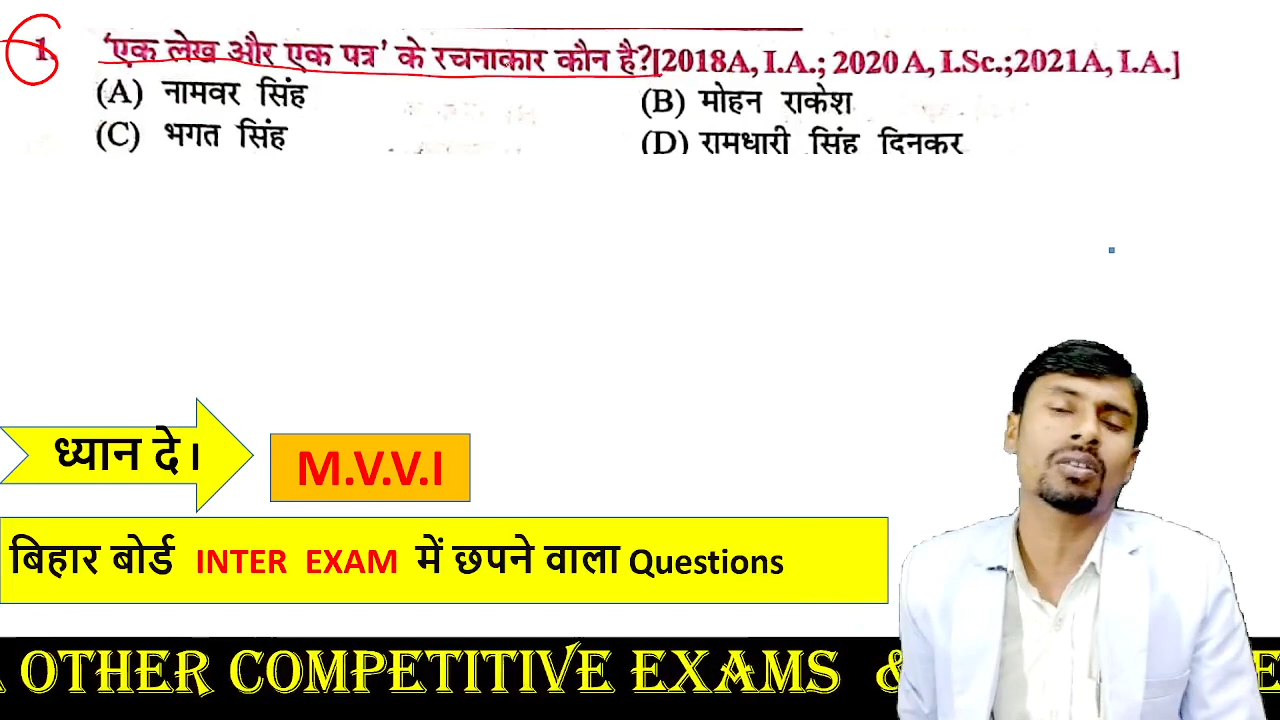 1. 'एक लेख और एक पत्र' के रचनाकार कौन है?[2018A, I.A.; 2020 A, I.Sc.;2021A, I.A.]
(A) नामवर सिंह (B) मोहन राकेश
(C) भगत सिंह (D) रामधारी सिंह दिनकर
ध्यान दे।
M.V.V.I
बिहार बोर्ड INTER EXAM में छपने वाला Questions
OTHER COMPETITIVE EXAMS &